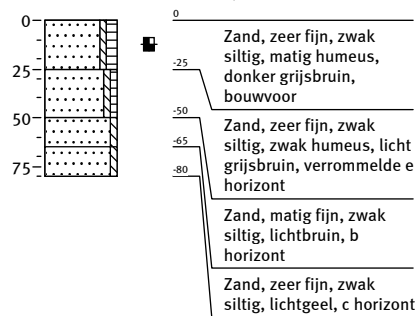 0
0
Zand, zeer fijn, zwak
siltig, matig humeus,
donker grijsbruin,
bouwvoor
25
-25
Zand, zeer fijn, zwak
siltig, zwak humeus, licht
grijsbruin, verrommelde e
horizont
50
-50
Zand, matig fijn, zwak
siltig, lichtbruin, b
horizont
-65
75
-80
Zand, zeer fijn, zwak
siltig, lichtgeel, c horizont